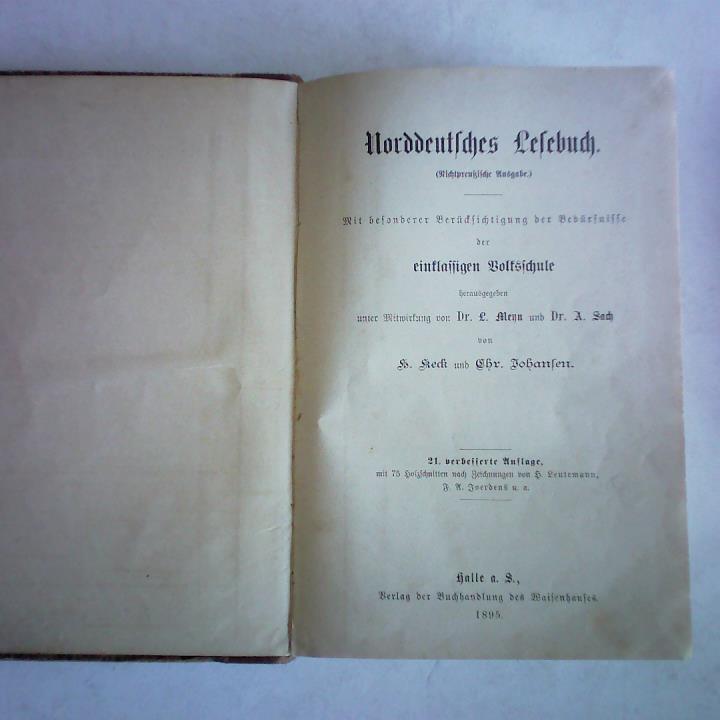 Norddeutsches Lesebuch.
(Nichtpreußische Ausgabe.)
Mit besonderer Berücksichtigung der Bedürfnisse
der
einklassigen Volksschule
herausgegeben
unter Mitwirkung von Dr. L. Meyn und Dr. A. Sach
von
H. Keck und Chr. Johansen.
21. verbesserte Auflage,
mit 75 Holzschnitten nach Zeichnungen von H. Leutemann,
F. A. Joerdens u. a.
Halle a. S.,
Verlag der Buchhandlung des Waisenhauses.
1895.